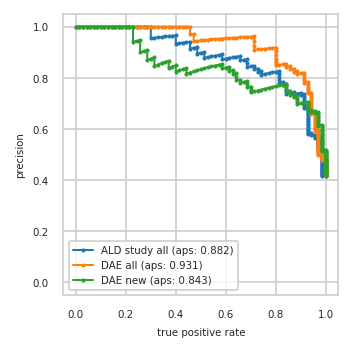 1.0
0.8
0.6
0.4
0.2
0.0
precision
ALD study all (aps: 0.882)
DAE all (aps: 0.931)
DAE new (aps: 0.843)
0.0 0.2 0.4 0.6 0.8 1.0
true positive rate